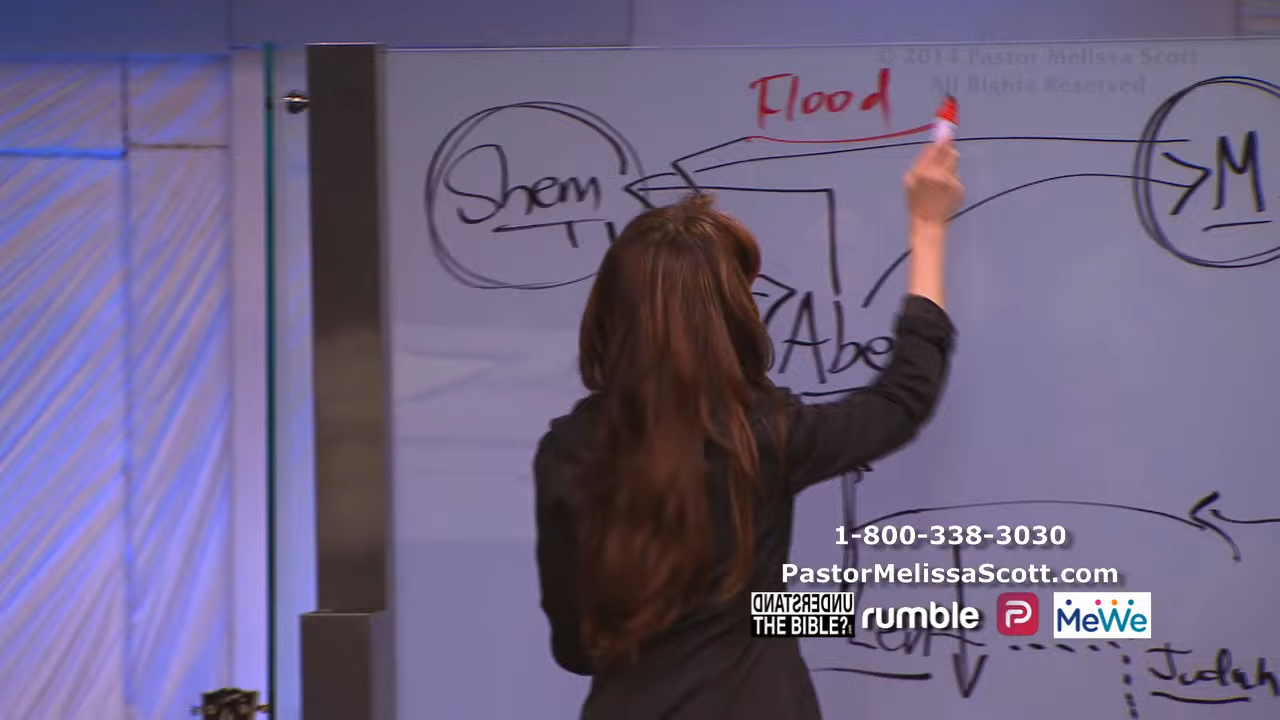 © 2014 Pastor Melissa Scott
All Rights Reserved
Flood
Shem
M
Abe
1-800-338-3030
PastorMelissaScott.com
UNDERSTAND
THE BIBLE?
rumble
MeWe
Judah